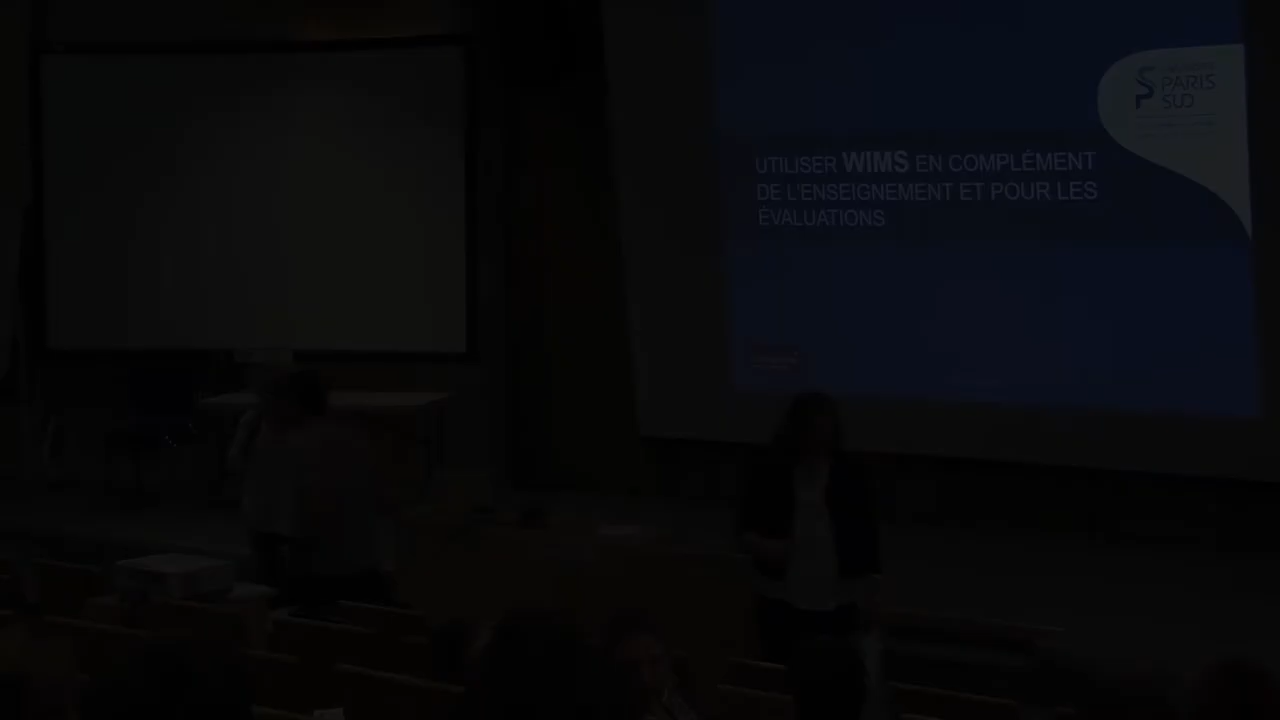 PARIS
SUD
UTILISER WIMS EN COMPLÉMENT
DE L'ENSEIGNEMENT ET POUR LES
ÉVALUATIONS